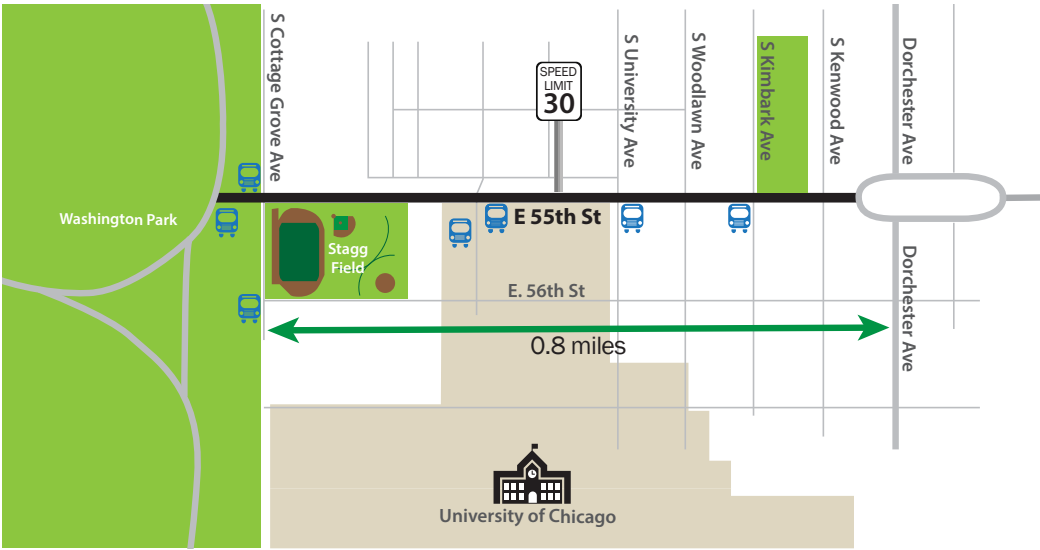 S Cottage Grove Ave
SPEED
LIMIT
30
S University Ave
S Woodlawn Ave
S Kimbark Ave
S Kenwood Ave
Dorchester Ave
Washington Park
E 55th St
Stagg
Field
E. 56th St
Dorchester Ave
0.8 miles
University of Chicago